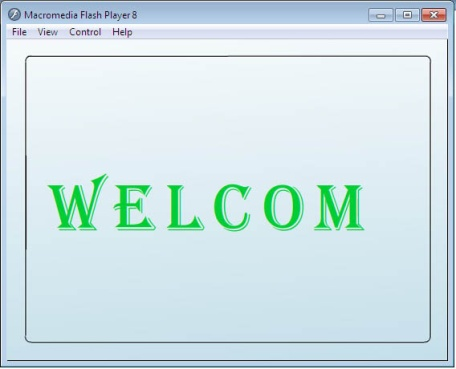 Macromedia Flash Player 8
File View Control Help
WELCOM